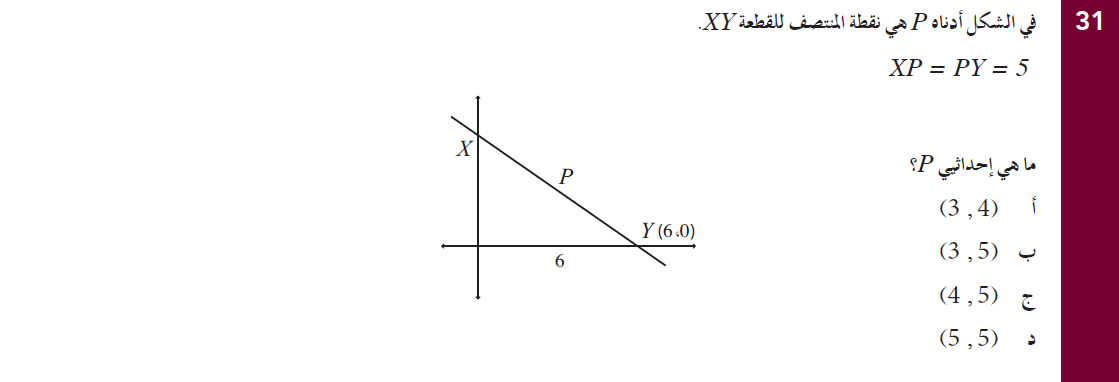 31
في الشكل أدناه P هي نقطة المنتصف للقطعة XY.
XP = PY = 5
X
P
Y (6،0)
6
ما هي إحداثيي P؟
أ (3 , 4)
ب (3 , 5)
ج (4 , 5)
د (5 , 5)